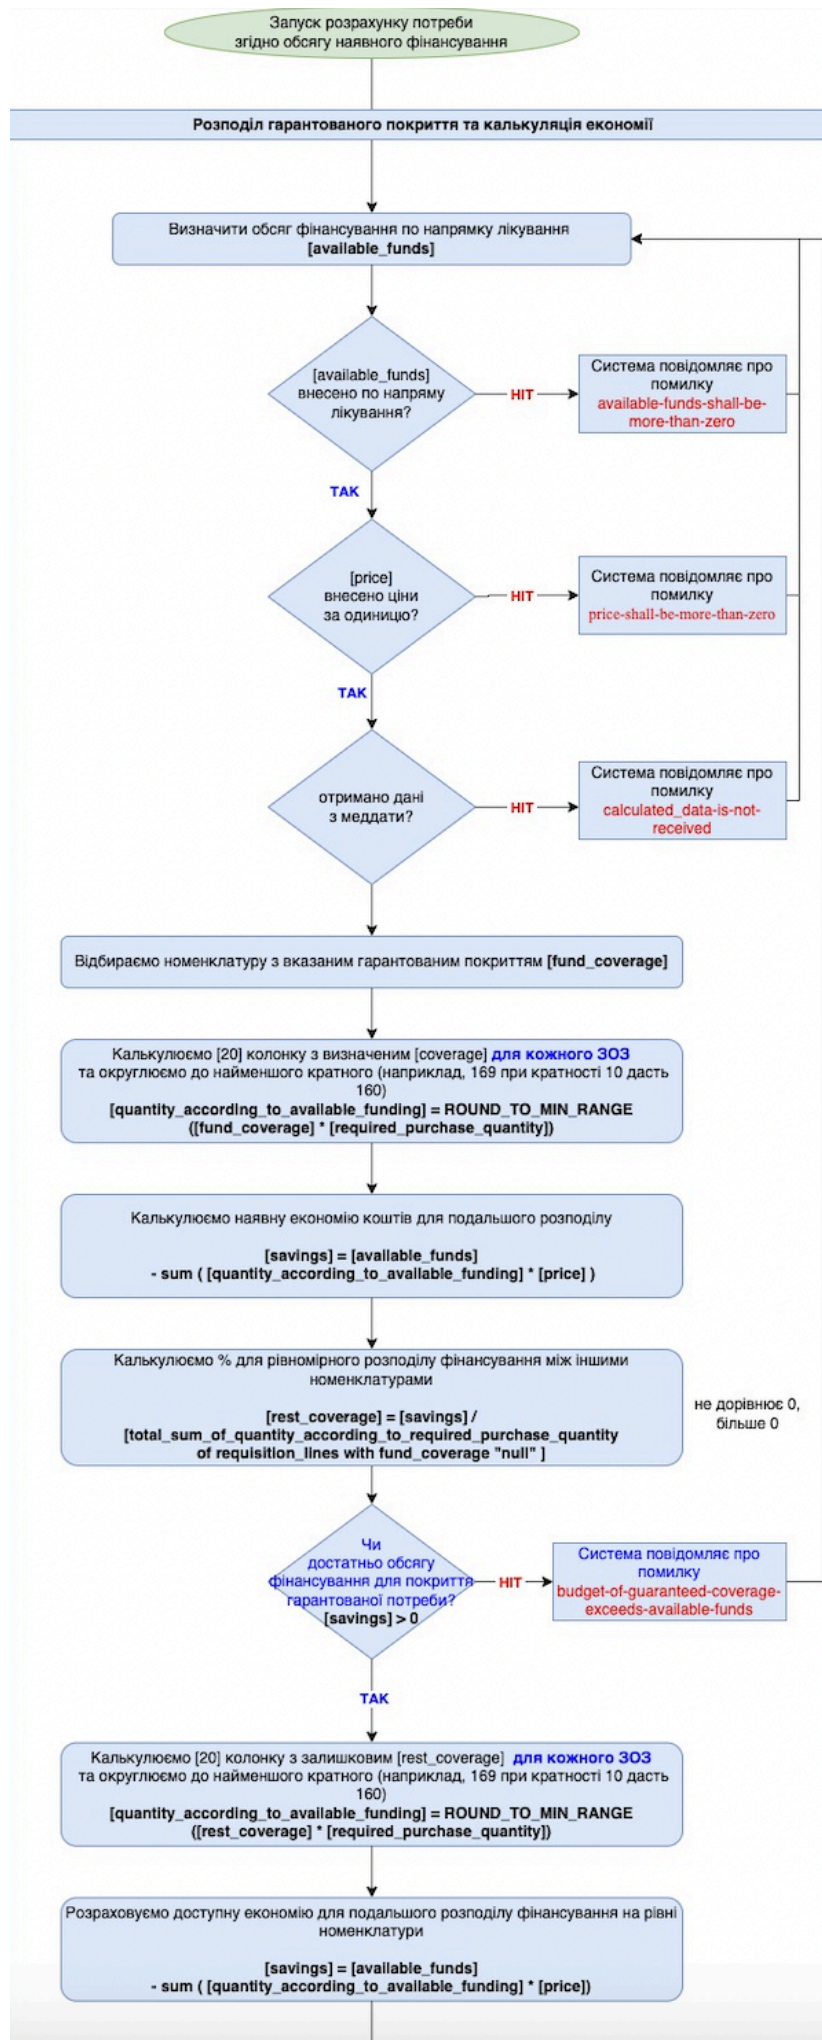 Запуск розрахунку потреби
згідно обсягу наявного фінансування
Розподіл гарантованого покриття та калькуляція економії
Визначити обсяг фінансування по напрямку лікування
[available_funds]
[available_funds]
внесено по напряму
лікування?
НІТ
Система повідомляє про
помилку
available-funds-shall-be-
more-than-zero
ТАК
[price]
внесено ціни
за одиницю?
НІТ
Система повідомляє про
помилку
price-shall-be-more-than-zero
ТАК
отримано дані
з меддати?
НІТ
Система повідомляє про
помилку
calculated_data-is-not-
received
Відбираємо номенклатуру з вказаним гарантованим покриттям [fund_coverage]
Калькулюємо [20] колонку з визначеним [coverage] для кожного ЗОЗ
та округлюємо до найменшого кратного (наприклад, 169 при кратності 10 дасть
160)
[quantity_according_to_available_funding] = ROUND_TO_MIN_RANGE
([fund_coverage] * [required_purchase_quantity])
Калькулюємо наявну економію коштів для подальшого розподілу
[savings] = [available_funds]
- sum ( [quantity_according_to_available_funding] * [price] )
Калькулюємо % для рівномірного розподілу фінансування між іншими
номенклатурами
[rest_coverage] = [savings] /
[total_sum_of_quantity_according_to_required_purchase_quantity
of requisition_lines with fund_coverage "null" ]
не дорівнює 0,
більше 0
Чи
достатньо обсягу
фінансування для покриття
гарантованої потреби?
[savings] > 0
НІТ
Система повідомляє про
помилку
budget-of-guaranteed-coverage-
exceeds-available-funds
ТАК
Калькулюємо [20] колонку з залишковим [rest_coverage] для кожного ЗОЗ
та округлюємо до найменшого кратного (наприклад, 169 при кратності 10 дасть
160)
[quantity_according_to_available_funding] = ROUND_TO_MIN_RANGE
([rest_coverage] * [required_purchase_quantity])
Розраховуємо доступну економію для подальшого розподілу фінансування на рівні
номенклатури
[savings] = [available_funds]
- sum ( [quantity_according_to_available_funding] * [price])